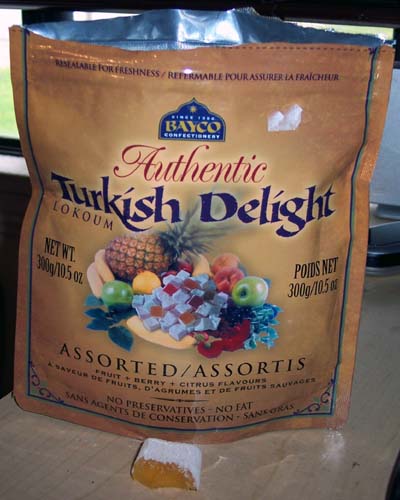 RESEALABLE FOR FRESHNESS / REFERMABLE POUR ASSURER LA FRAÎCHEUR
SINCE 1956
BAYCO
CONFECTIONERY
Authentic
Turkish Delight
LOKOUM
NET WT.
300g/10.5 oz
POIDS NET
300g/10.5 oz
ASSORTED/ASSORTIS
FRUIT + BERRY + CITRUS FLAVOURS
À SAVEUR DE FRUITS, D'AGRUMES ET DE FRUITS SAUVAGES
NO PRESERVATIVES - NO FAT
SANS AGENTS DE CONSERVATION - SANS GRAS